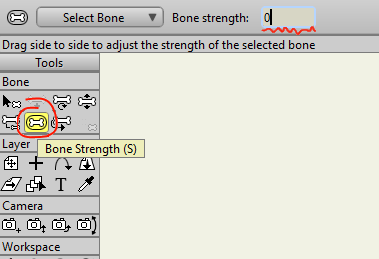 Select Bone Bone strength: 0
Drag side to side to adjust the strength of the selected bone
Tools
Bone
Bone Strength (S)
Layer
T
Camera
Workspace